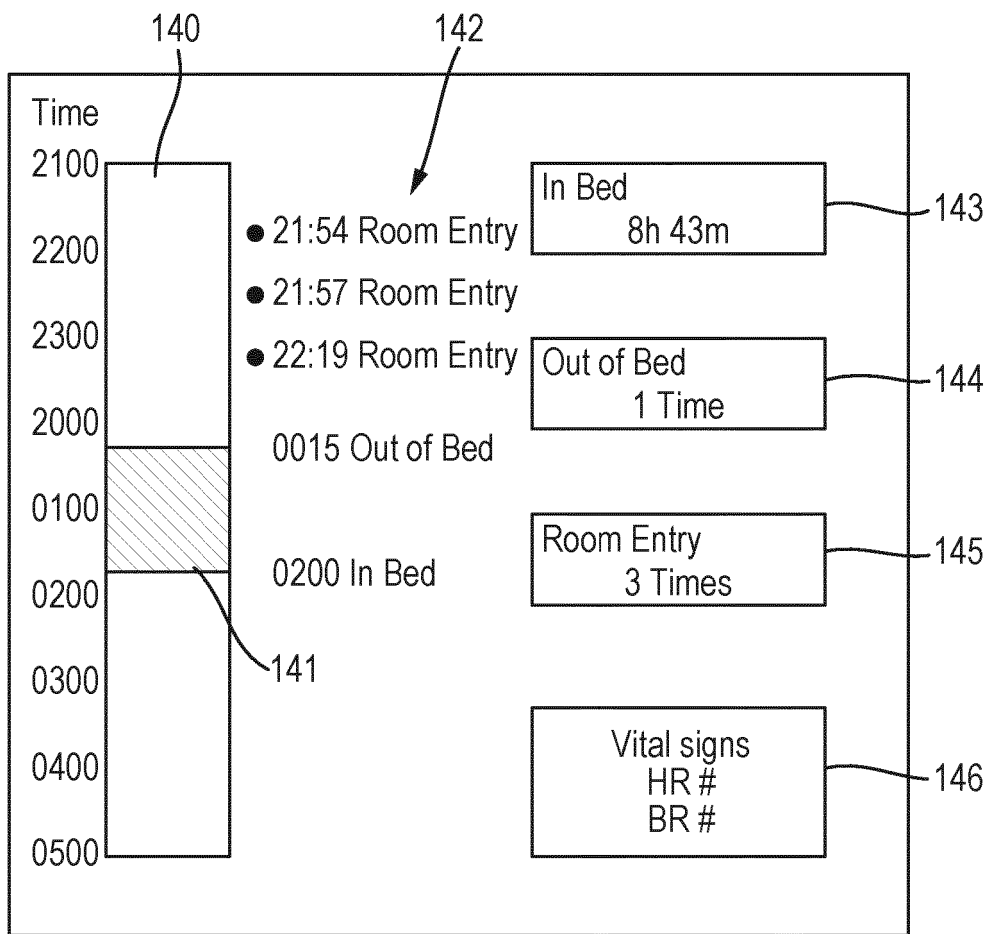 140
142
Time
2100
2200
2300
2000
0100
0200
0300
0400
0500
21:54 Room Entry
21:57 Room Entry
22:19 Room Entry
0015 Out of Bed
0200 In Bed
141
In Bed
8h 43m
143
Out of Bed
1 Time
144
Room Entry
3 Times
145
Vital signs
HR #
BR #
146